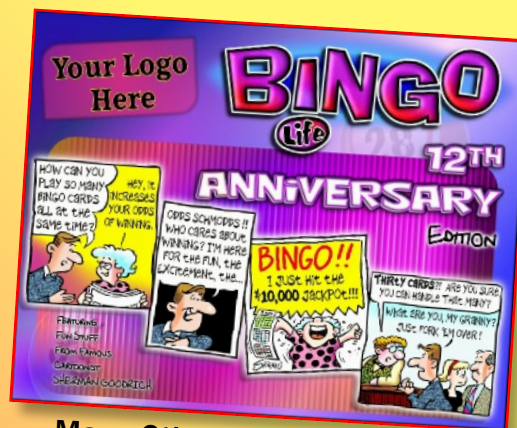 Your Logo
Here
BINGO
Life
12TH
ANNIVERSARY
EDITION
HOW CAN YOU
PLAY SO MANY
BINGO CARDS
ALL AT THE
SAME TIME?
HEY, IT
INCREASES
YOUR ODDS
OF WINNING.
ODDS SCHMODDS!!
WHO CARES ABOUT
WINNING? I'M HERE
FOR THE FUN, THE
EXCITEMENT, THE...
BINGO!!
I JUST HIT THE
$10,000 JACKPOT!!!
THIRTY CARDS?! ARE YOU SURE
YOU CAN HANDLE THAT MANY?
WHAT ARE YOU, MY GRANNY?
JUST FORK 'EM OVER!
FEATURING
FUN STUFF
FROM FAMOUS
CARTOONIST
SHERMAN GOODRICH